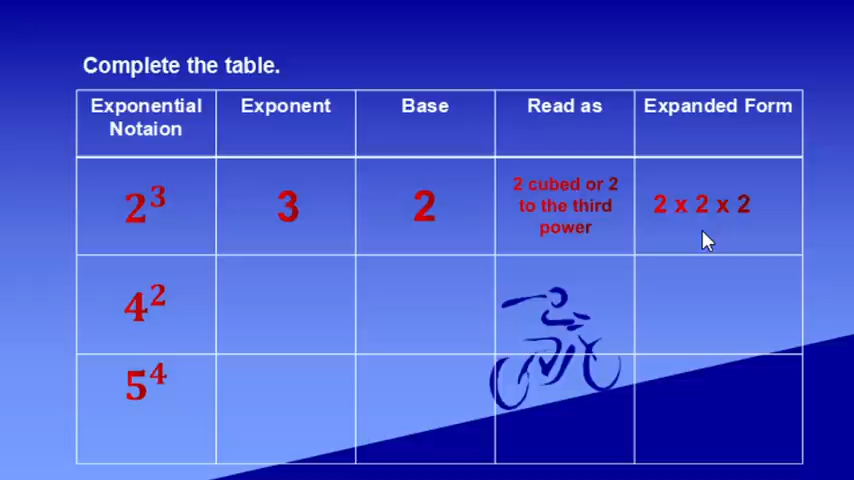 Complete the table.
Exponential Exponent Base Read as Expanded Form
Notaion
2³ 3 2 2 cubed or 2 2 x 2 x 2
to the third
power
4²
5⁴